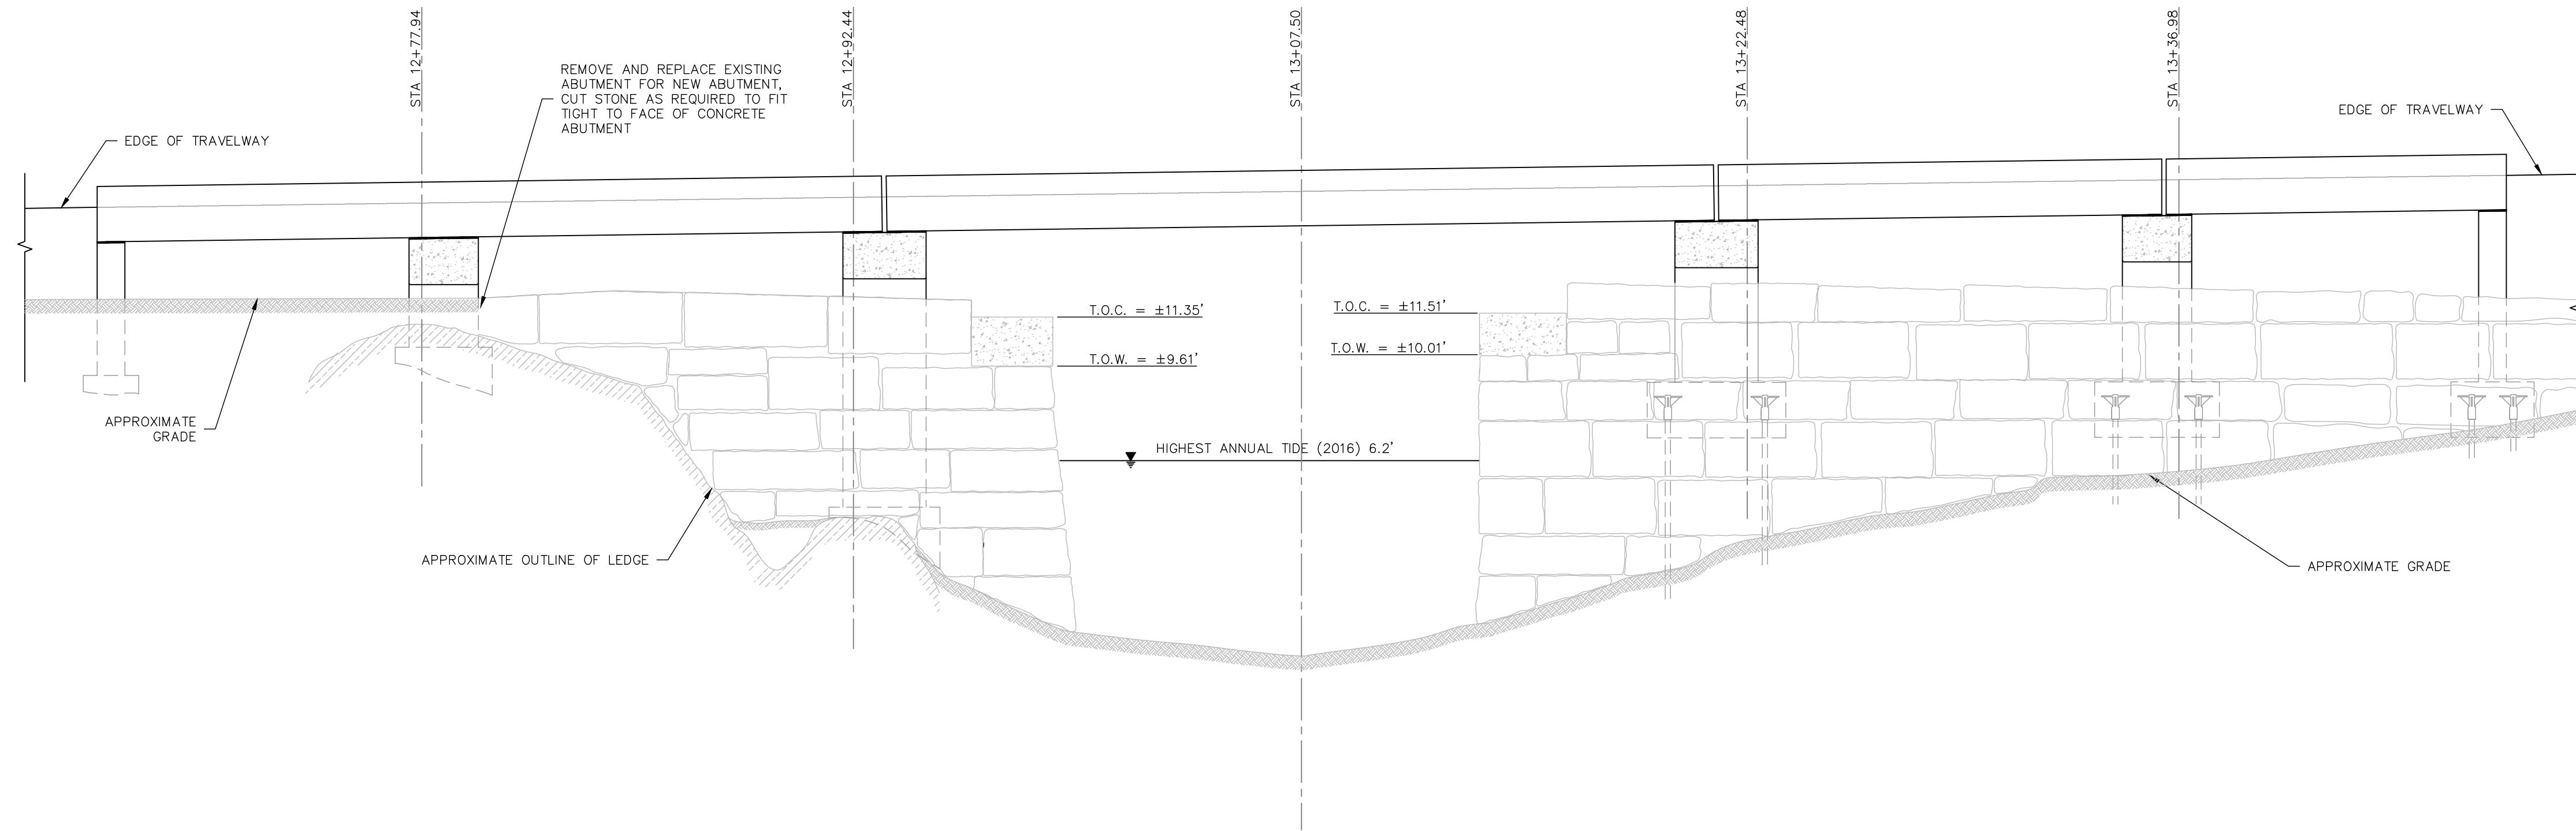 STA 12+77.94
STA 12+92.44
STA 13+07.50
STA 13+22.48
STA 13+36.98
REMOVE AND REPLACE EXISTING
ABUTMENT FOR NEW ABUTMENT,
CUT STONE AS REQUIRED TO FIT
TIGHT TO FACE OF CONCRETE
ABUTMENT
EDGE OF TRAVELWAY
EDGE OF TRAVELWAY
T.O.C. = ±11.35'
T.O.C. = ±11.51'
T.O.W. = ±9.61'
T.O.W. = ±10.01'
APPROXIMATE
GRADE
HIGHEST ANNUAL TIDE (2016) 6.2'
APPROXIMATE OUTLINE OF LEDGE
APPROXIMATE GRADE